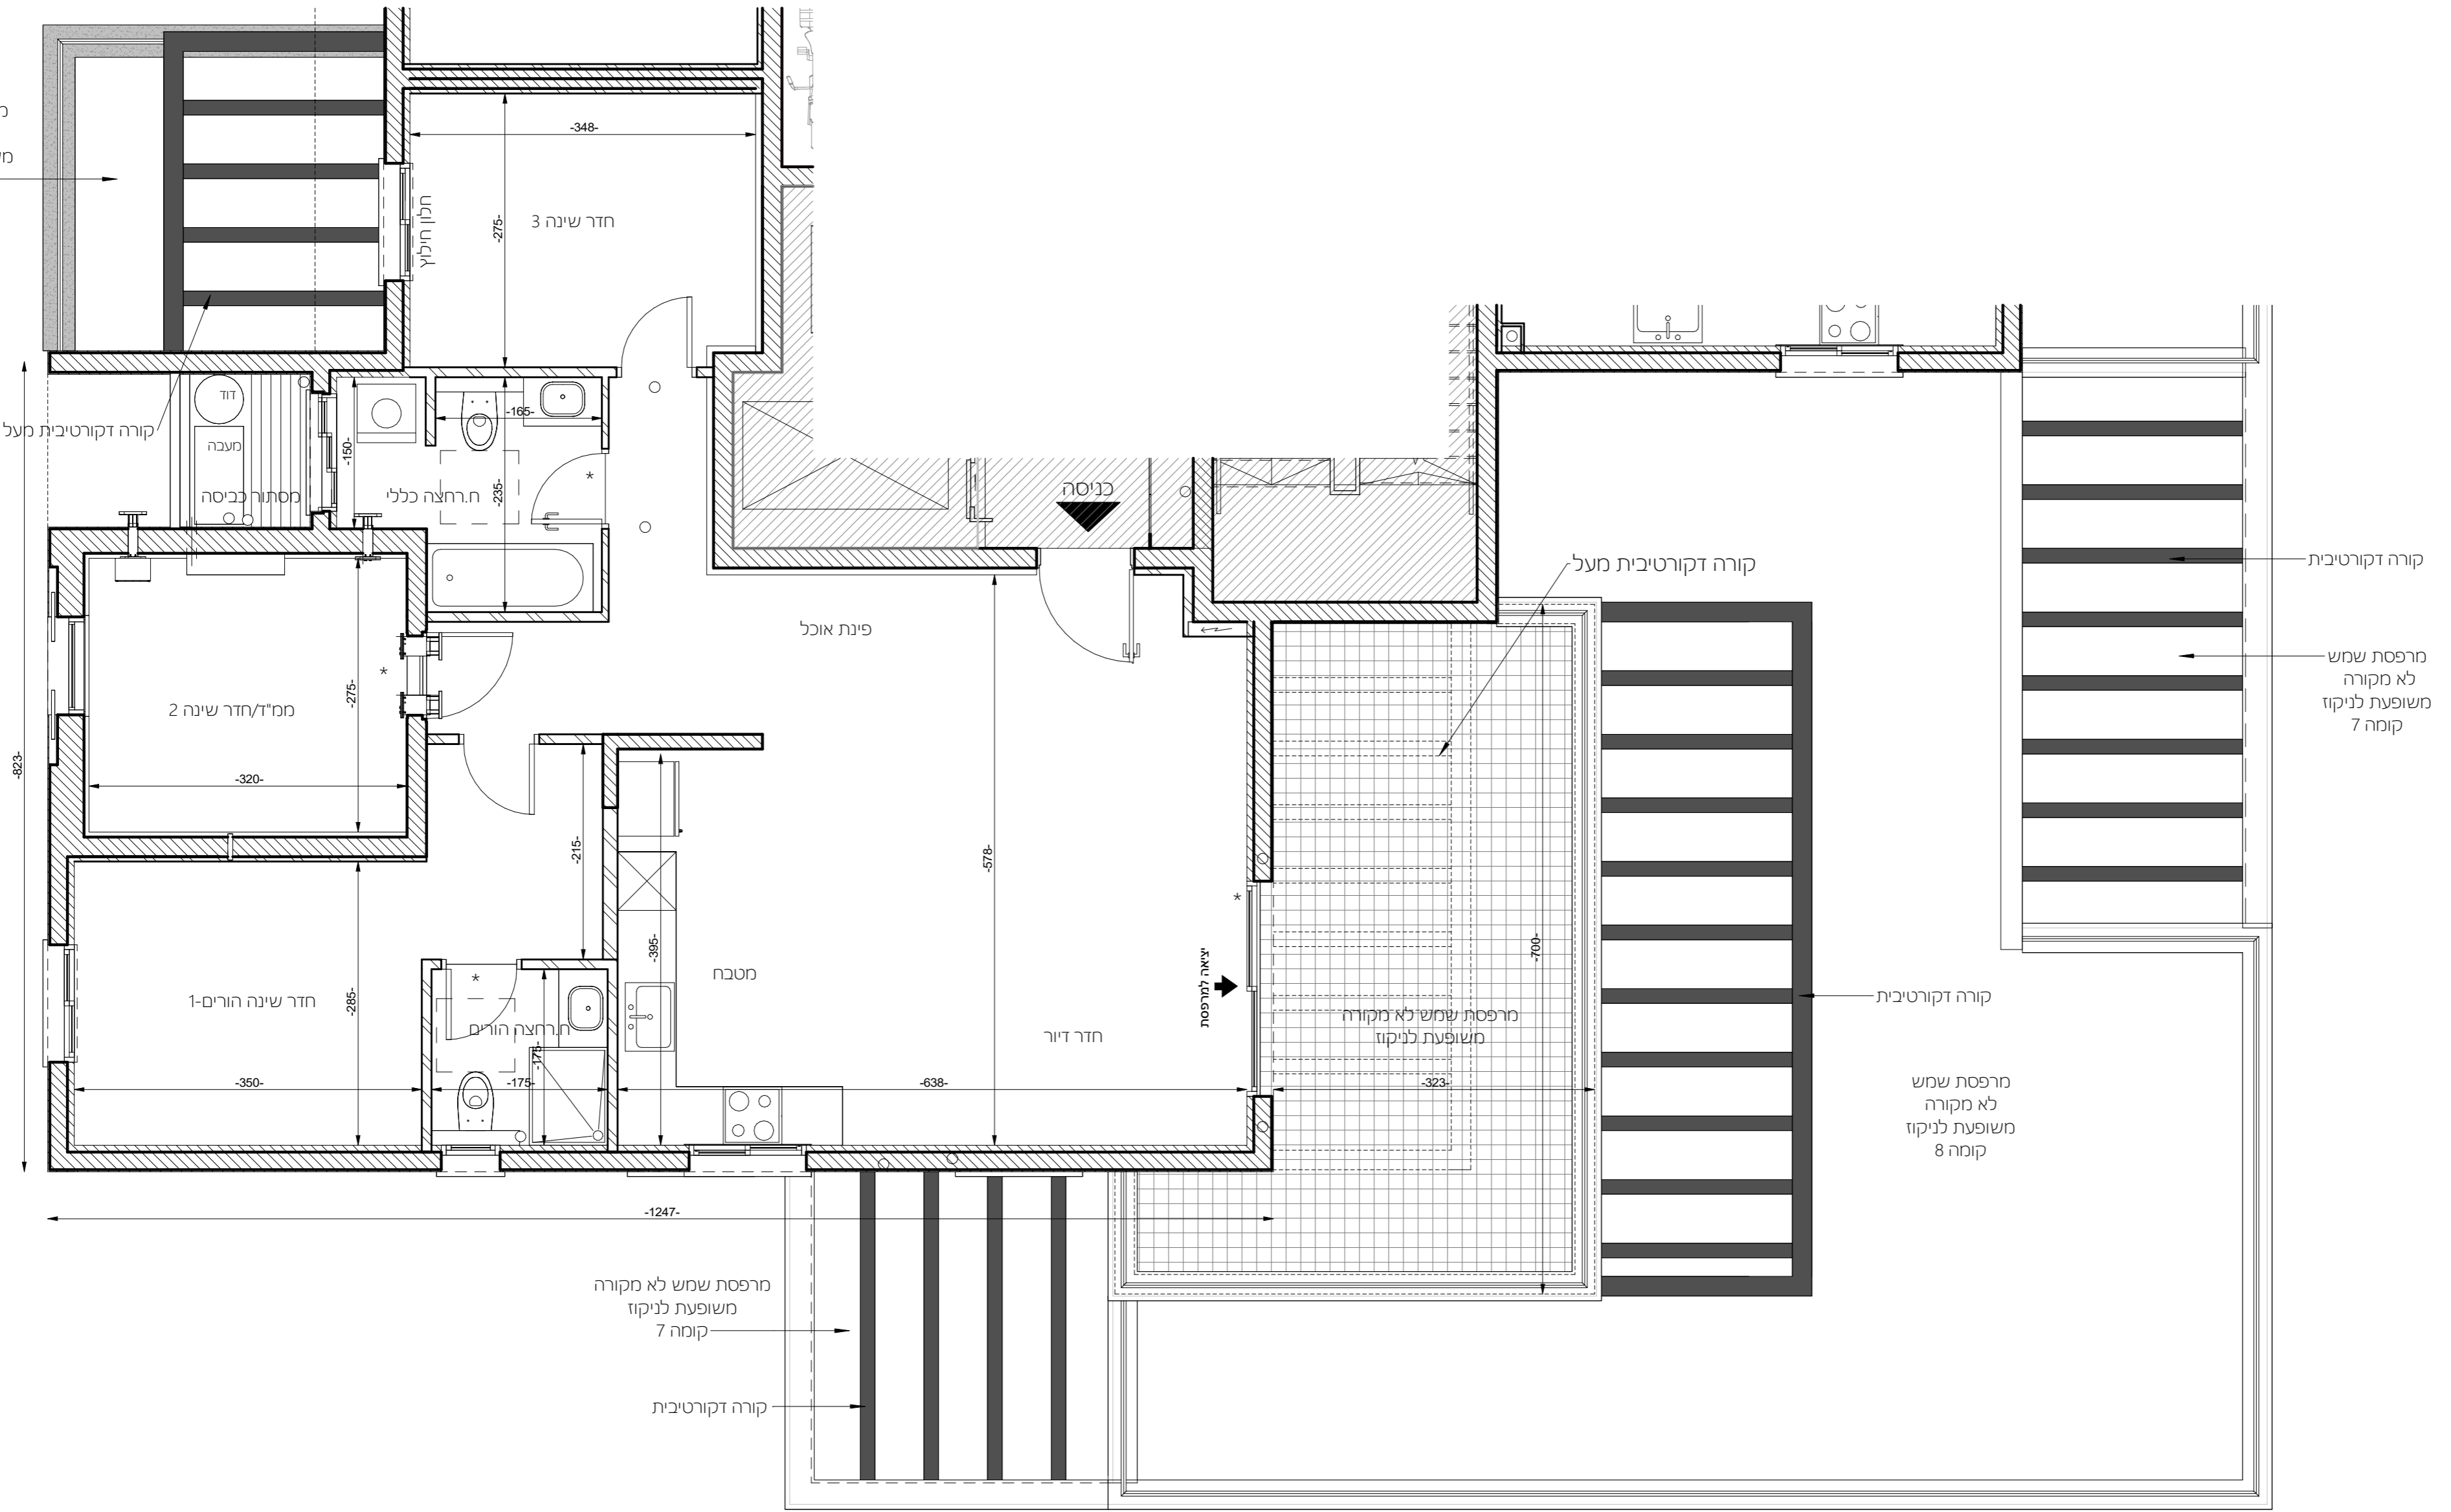 -348-
-275-
חדר שינה 3
חלון חילוץ
דוד
מעבה
מסתור כביסה
קורה דקורטיבית מעל
-150-
-165-
-235-
ח.רחצה כללי
*
כניסה
קורה דקורטיבית מעל
קורה דקורטיבית
מרפסת שמש
לא מקורה
משופעת לניקוז
קומה 7
פינת אוכל
ממ"ד/חדר שינה 2
*
-275-
-320-
-823-
-215-
-578-
-395-
מטבח
חדר דיור
יציאה למרפסת
*
-700-
מרפסת שמש לא מקורה
משופעת לניקוז
-323-
קורה דקורטיבית
מרפסת שמש
לא מקורה
משופעת לניקוז
קומה 8
חדר שינה הורים-1
-285-
-350-
*
ח.רחצה הורים
-175-
-175-
-638-
-1247-
מרפסת שמש לא מקורה
משופעת לניקוז
קומה 7
קורה דקורטיבית